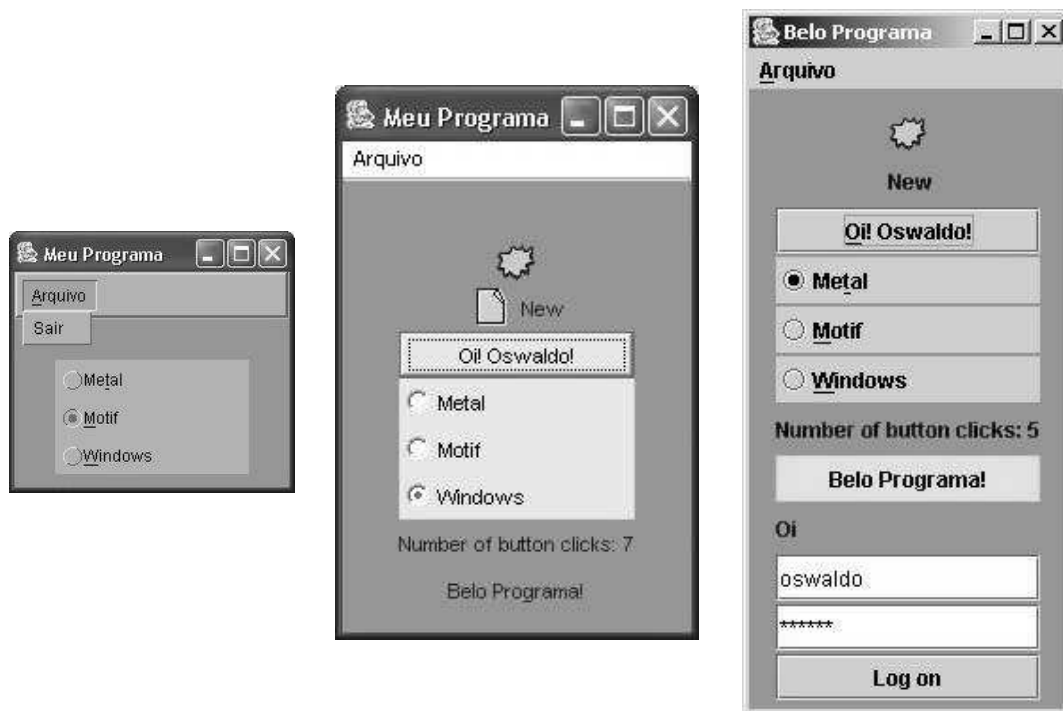 Meu Programa
Arquivo
Sair
Metal
Motif
Windows
Meu Programa
Arquivo
New
Oi! Oswaldo!
Metal
Motif
Windows
Number of button clicks: 7
Belo Programa!
Belo Programa
Arquivo
New
Oi! Oswaldo!
Metal
Motif
Windows
Number of button clicks: 5
Belo Programa!
Oi
oswaldo
******
Log on